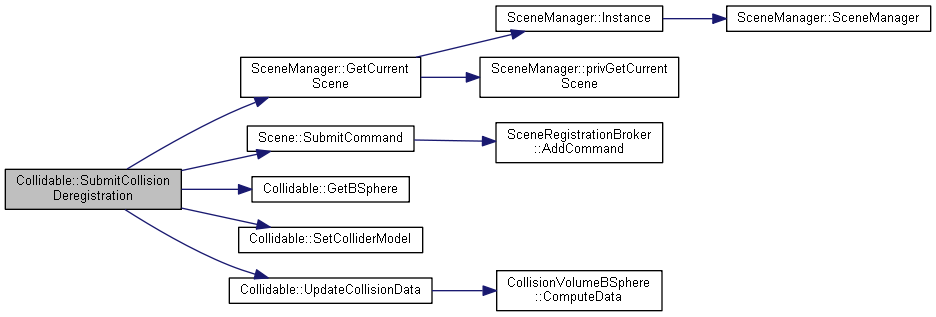 SceneManager::Instance
SceneManager::SceneManager
SceneManager::GetCurrent
Scene
SceneManager::privGetCurrent
Scene
Scene::SubmitCommand
SceneRegistrationBroker
::AddCommand
Collidable::SubmitCollision
Deregistration
Collidable::GetBSphere
Collidable::SetColliderModel
Collidable::UpdateCollisionData
CollisionVolumeBSphere
::ComputeData